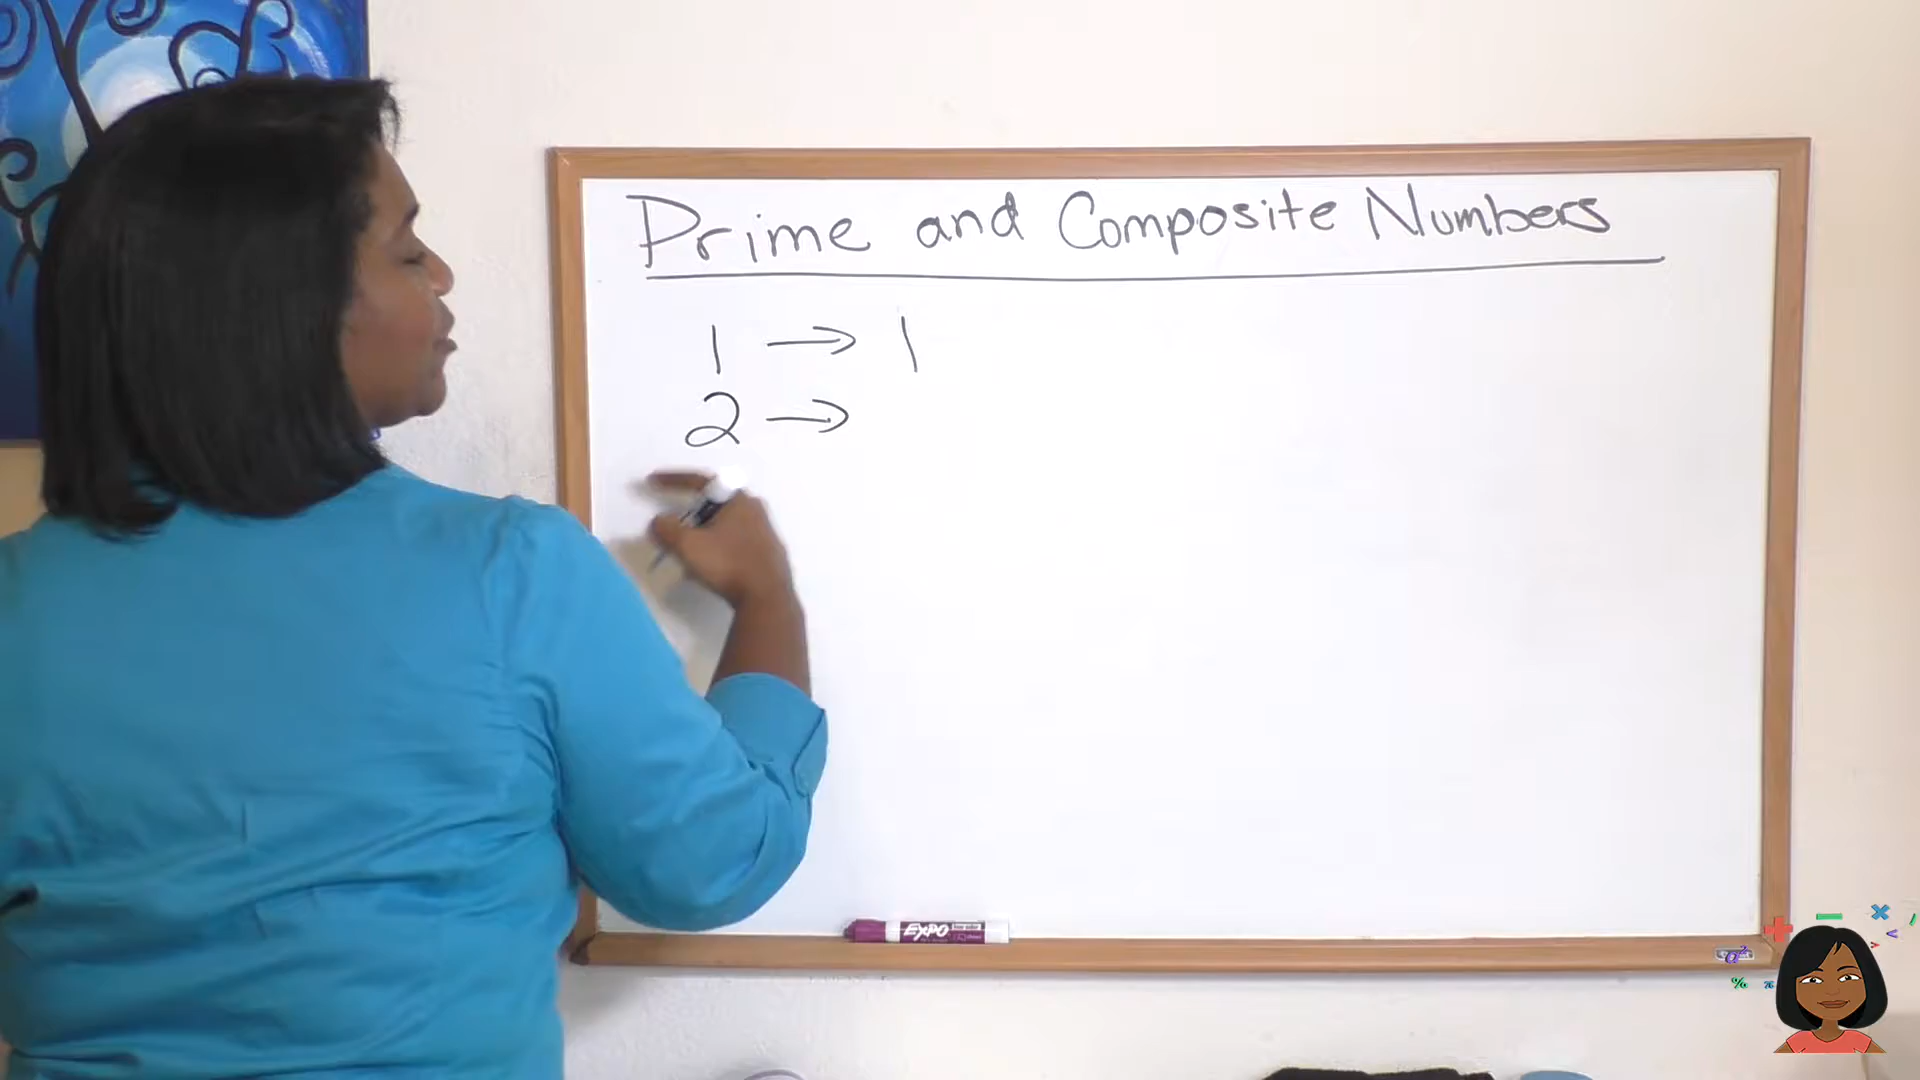 Prime and Composite Numbers
1 → 1
2 →
EXPO